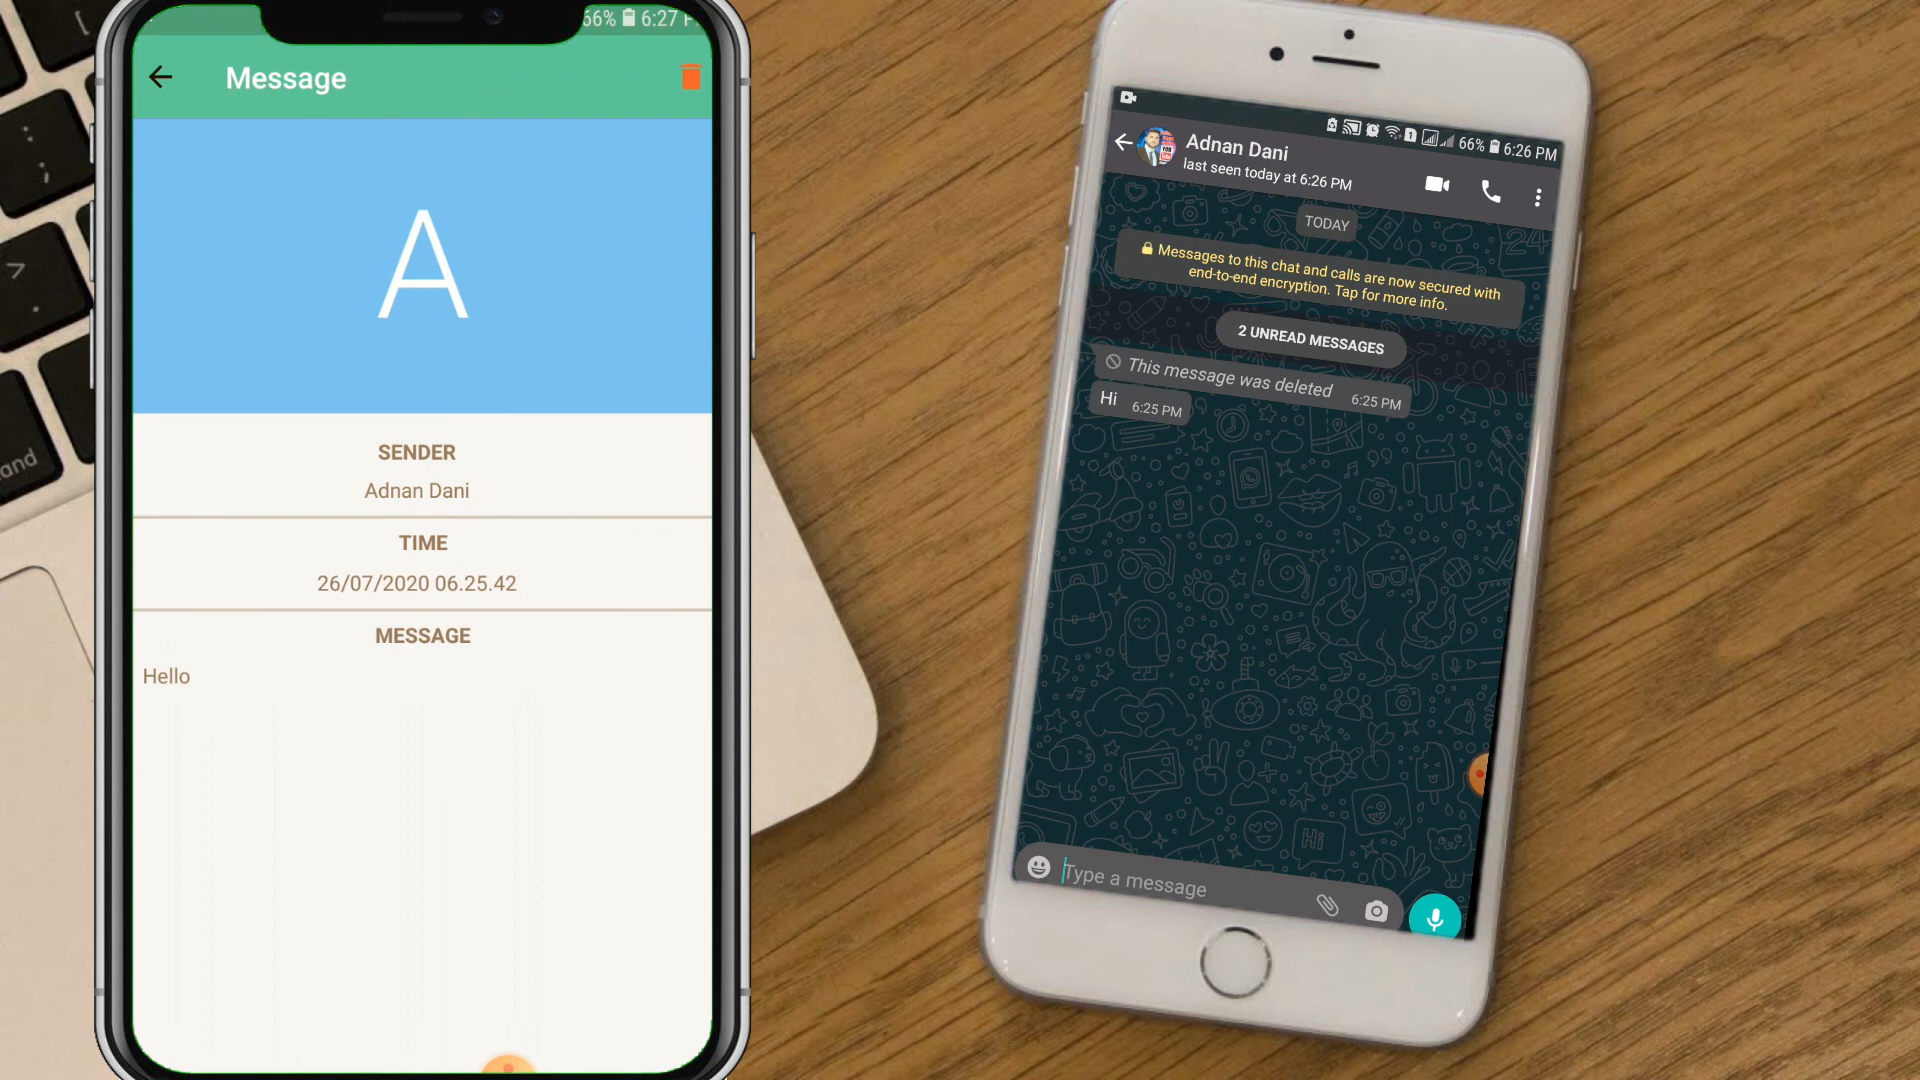 66% 6:27 P
Message
A
SENDER
Adnan Dani
TIME
26/07/2020 06.25.42
MESSAGE
Hello
66% 6:26 PM
Adnan Dani
last seen today at 6:26 PM
TODAY
Messages to this chat and calls are now secured with
end-to-end encryption. Tap for more info.
2 UNREAD MESSAGES
This message was deleted 6:25 PM
Hi 6:25 PM
Type a message